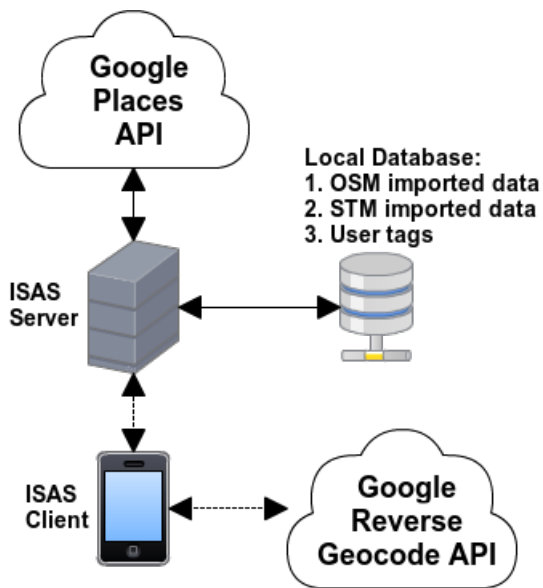 Google
Places
API
Local Database:
1. OSM imported data
2. STM imported data
3. User tags
ISAS
Server
ISAS
Client
Google
Reverse
Geocode API